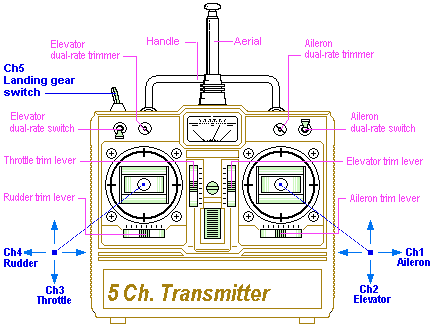 Elevator
dual-rate trimmer
Handle
Aerial
Aileron
dual-rate trimmer
Ch5
Landing gear
switch
Elevator
dual-rate switch
Aileron
dual-rate switch
Throttle trim lever
Elevator trim lever
Rudder trim lever
Aileron trim lever
Ch4
Rudder
Ch3
Throttle
Ch1
Aileron
Ch2
Elevator
5 Ch. Transmitter